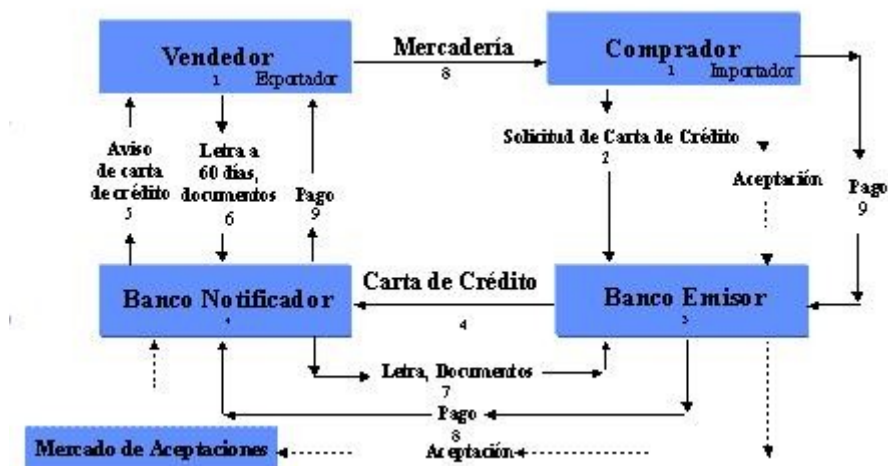 Vendedor
1 Exportador
Mercadería
8
Comprador
1 Importador
Aviso
de carta
de crédito
5
Letra a
60 días,
documentos
6
Pago
9
Solicitud de Carta de Crédito
2
Aceptación
Pago
9
Banco Notificador
Carta de Crédito
4
Banco Emisor
3
Letra, Documentos
7
Pago
8
Mercado de Aceptaciones
Aceptación